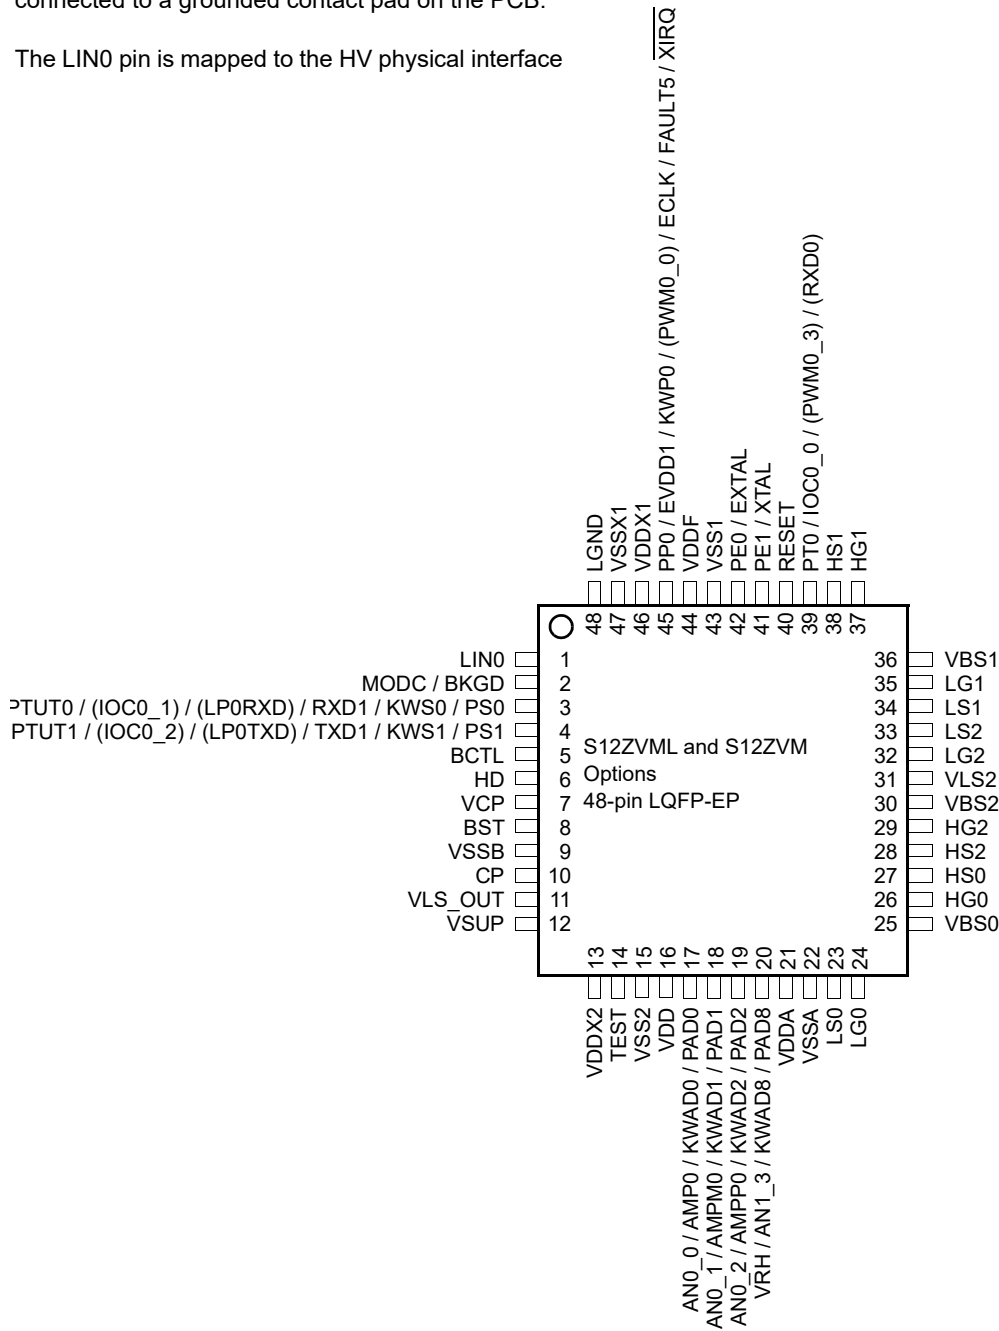 connected to a grounded contact pad on the PCB.
The LIN0 pin is mapped to the HV physical interface
LGND
VSSX1
VDDX1
PP0 / EVDD1 / KWP0 / (PWM0_0) / ECLK / FAULT5 / XIRQ
VDDF
VSS1
PE0 / EXTAL
PE1 / XTAL
RESET
PT0 / IOC0_0 / (PWM0_3) / (RXD0)
HS1
HG1
48
47
46
45
44
43
42
41
40
39
38
37
LIN0 1
MODC / BKGD 2
PTUT0 / (IOC0_1) / (LP0RXD) / RXD1 / KWS0 / PS0 3
PTUT1 / (IOC0_2) / (LP0TXD) / TXD1 / KWS1 / PS1 4
BCTL 5
HD 6
VCP 7
BST 8
VSSB 9
CP 10
VLS_OUT 11
VSUP 12
S12ZVML and S12ZVM
Options
48-pin LQFP-EP
36 VBS1
35 LG1
34 LS1
33 LS2
32 LG2
31 VLS2
30 VBS2
29 HG2
28 HS2
27 HS0
26 HG0
25 VBS0
13
14
15
16
17
18
19
20
21
22
23
24
VDDX2
TEST
VSS2
VDD
AN0_0 / AMP0 / KWAD0 / PAD0
AN0_1 / AMPM0 / KWAD1 / PAD1
AN0_2 / AMPP0 / KWAD2 / PAD2
VRH / AN1_3 / KWAD8 / PAD8
VDDA
VSSA
LS0
LG0